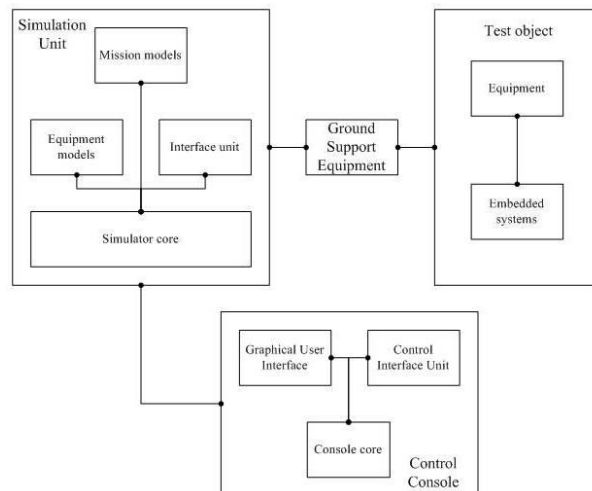 Simulation
Unit
Mission models
Equipment
models
Interface unit
Simulator core
Ground
Support
Equipment
Test object
Equipment
Embedded
systems
Graphical User
Interface
Control
Interface Unit
Console core
Control
Console